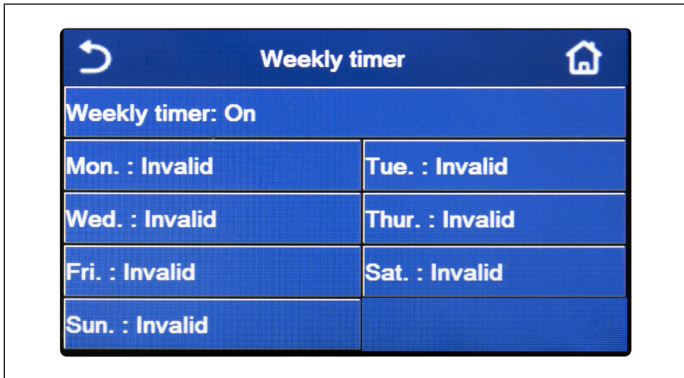 Weekly timer
Weekly timer: On
Mon. : Invalid
Tue. : Invalid
Wed. : Invalid
Thur. : Invalid
Fri. : Invalid
Sat. : Invalid
Sun. : Invalid